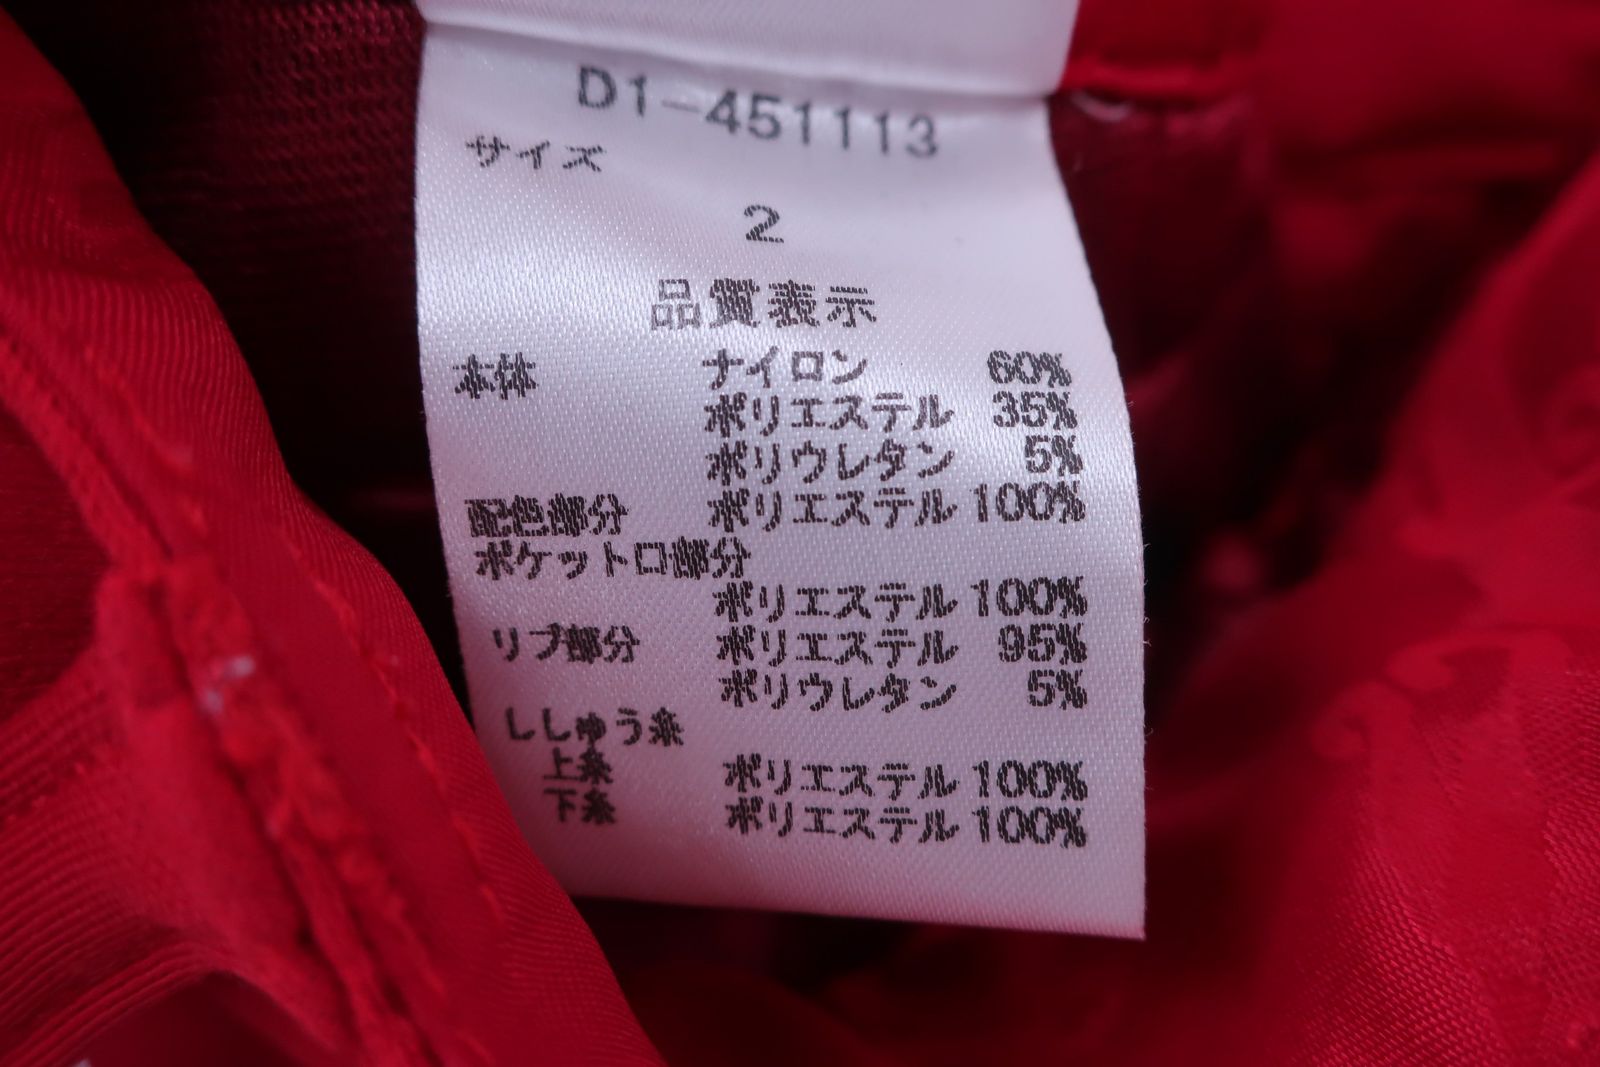 D1-451113
サイズ
2
品質表示
本体 ナイロン 60%
ポリエステル 35%
ポリウレタン 5%
配色部分 ポリエステル 100%
ポケット口部分
ポリエステル 100%
リブ部分 ポリエステル 95%
ポリウレタン 5%
ししゅう糸
上糸 ポリエステル 100%
下糸 ポリエステル 100%